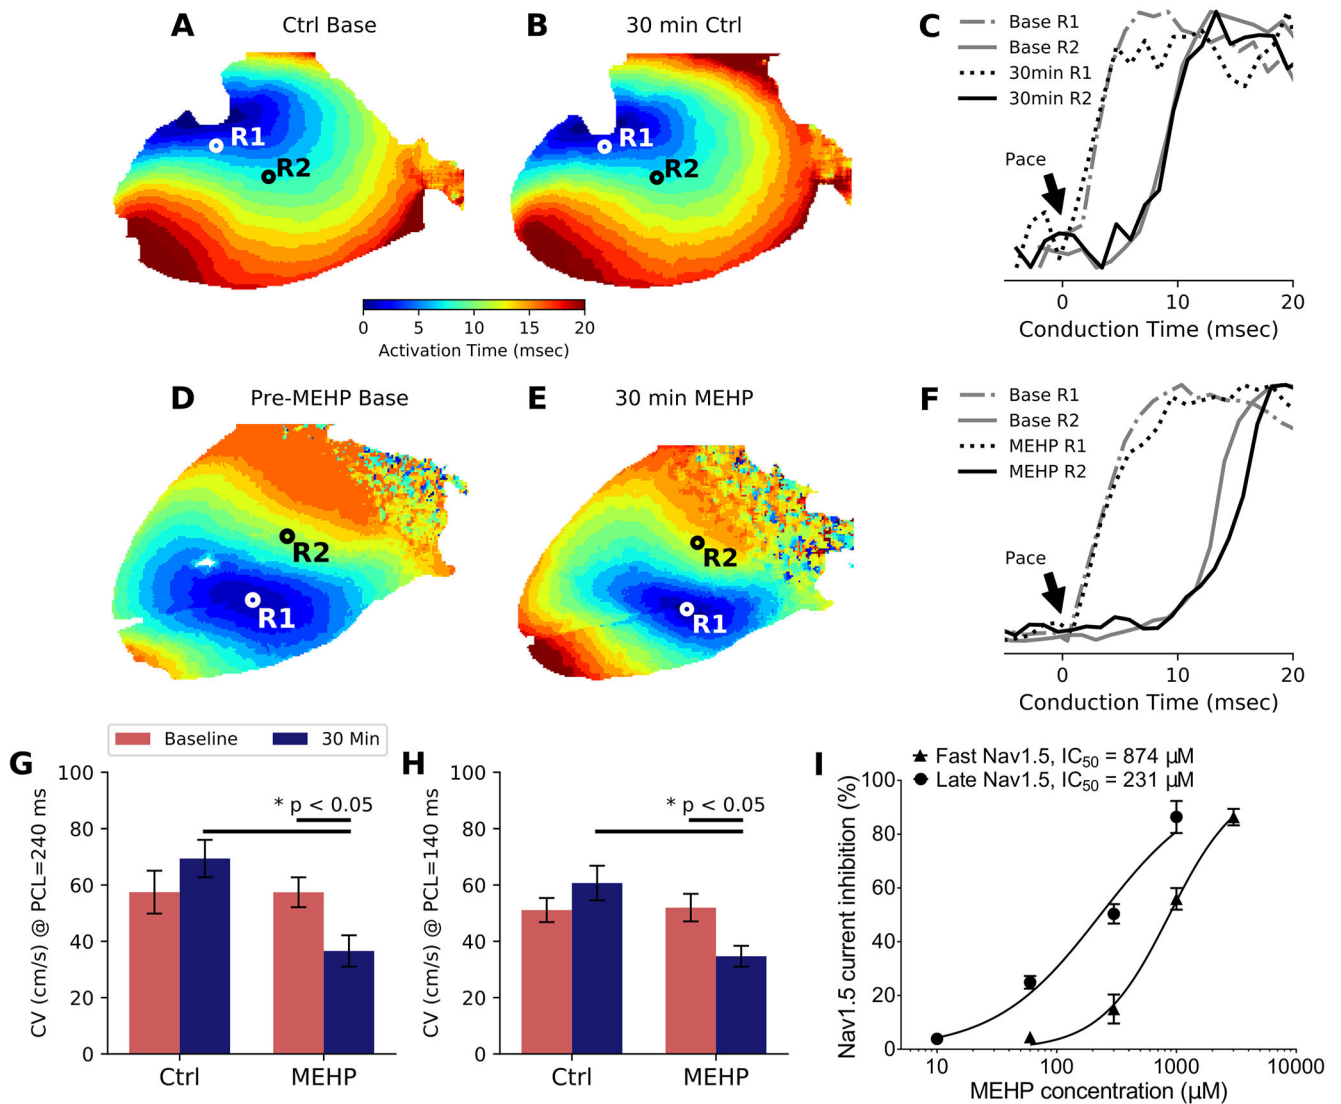 A
Ctrl Base
R1
R2
B
30 min Ctrl
R1
R2
0
5
10
15
20
Activation Time (msec)
C
Base R1
Base R2
30min R1
30min R2
Pace
0
10
20
Conduction Time (msec)
D
Pre-MEHP Base
R2
R1
E
30 min MEHP
R2
R1
F
Base R1
Base R2
MEHP R1
MEHP R2
Pace
0
10
20
Conduction Time (msec)
Baseline
30 Min
G
CV (cm/s) @ PCL=240 ms
100
80
60
40
20
0
* p < 0.05
Ctrl
MEHP
H
CV (cm/s) @ PCL=140 ms
100
80
60
40
20
0
* p < 0.05
Ctrl
MEHP
I
Fast Nav1.5, IC50 = 874 µM
Late Nav1.5, IC50 = 231 µM
Nav1.5 current inhibition (%)
100
80
60
40
20
0
10
100
1000
10000
MEHP concentration (µM)